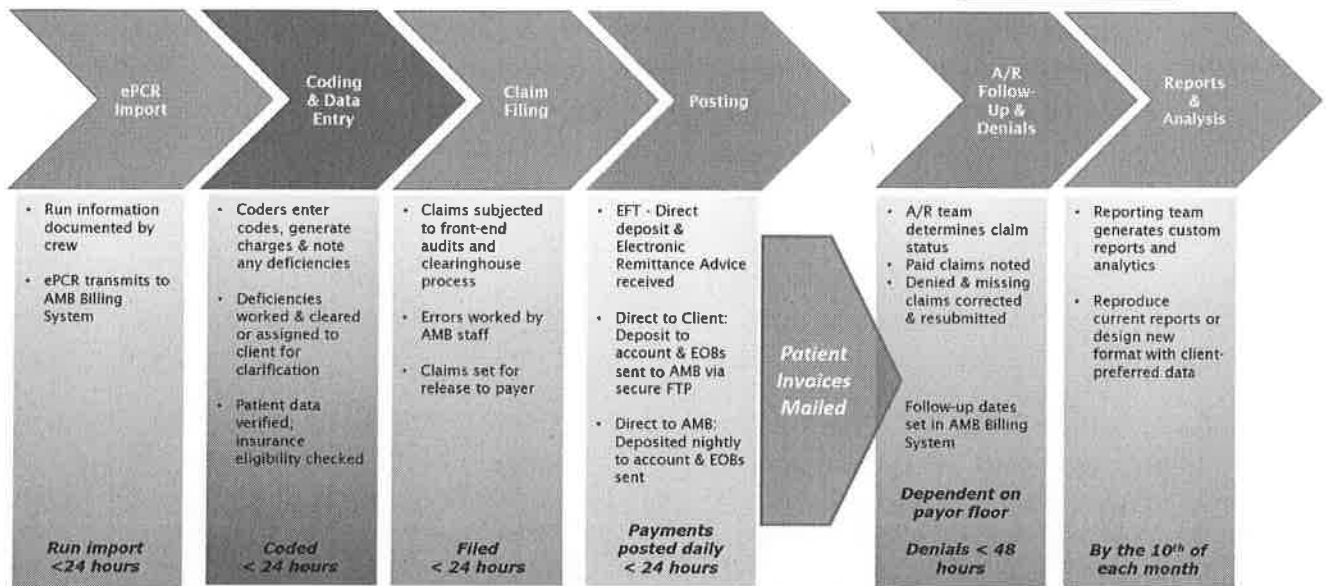 ePCR
Import
Coding
& Data
Entry
Claim
Filing
Posting
A/R
Follow-
Up &
Denials
Reports
&
Analysis
• Run information
documented by
crew
• ePCR transmits to
AMB Billing
System
Run import
<24 hours
• Coders enter
codes, generate
charges & note
any deficiencies
• Deficiencies
worked & cleared
or assigned to
client for
clarification
• Patient data
verified,
insurance
eligibility checked
Coded
< 24 hours
• Claims subjected
to front-end
audits and
clearinghouse
process
• Errors worked by
AMB staff
• Claims set for
release to payer
Filed
< 24 hours
• EFT - Direct
deposit &
Electronic
Remittance Advice
received
• Direct to Client:
Deposit to
account & EOBs
sent to AMB via
secure FTP
• Direct to AMB:
Deposited nightly
to account & EOBs
sent
Payments
posted daily
< 24 hours
Patient
Invoices
Mailed
• A/R team
determines claim
status
• Paid claims noted
• Denied & missing
claims corrected
& resubmitted
Follow-up dates
set in AMB Billing
System
Dependent on
payor floor
Denials < 48
hours
• Reporting team
generates custom
reports and
analytics
• Reproduce
current reports or
design new
format with client-
preferred data
By the 10th of
each month